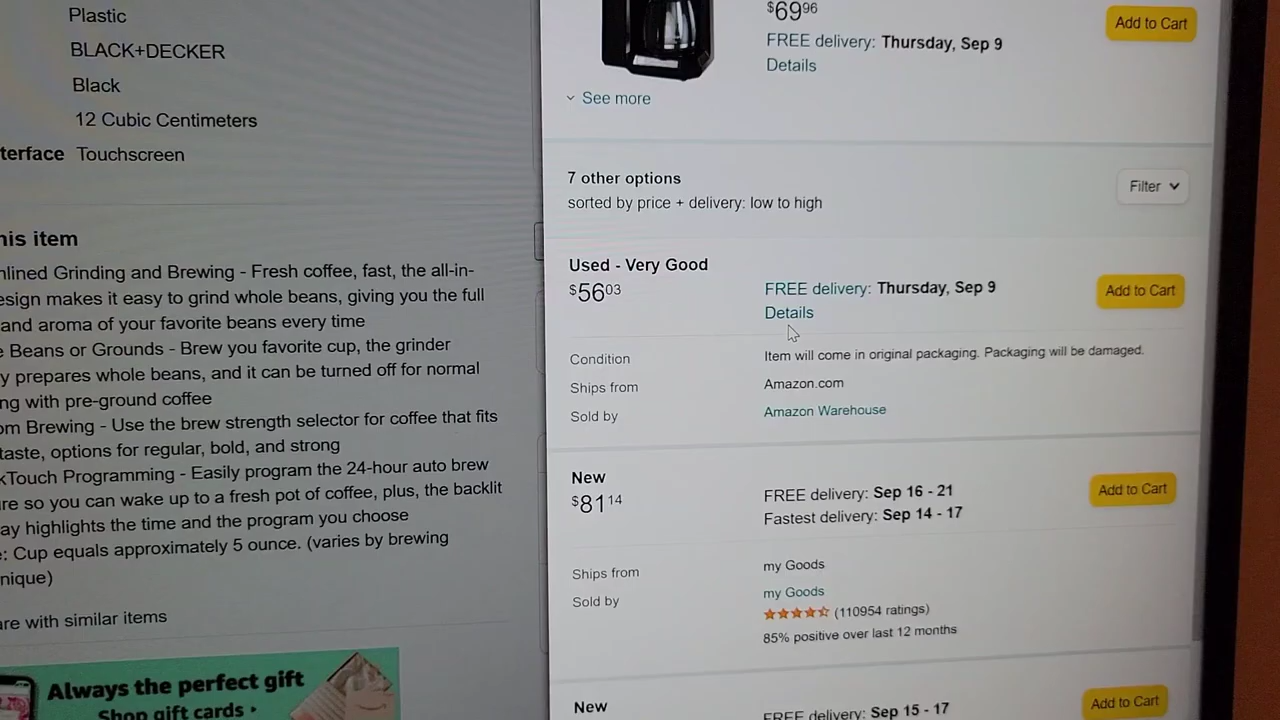 Plastic
BLACK+DECKER
Black
12 Cubic Centimeters
terface Touchscreen
his item
nlined Grinding and Brewing - Fresh coffee, fast, the all-in-
esign makes it easy to grind whole beans, giving you the full
and aroma of your favorite beans every time
e Beans or Grounds - Brew you favorite cup, the grinder
y prepares whole beans, and it can be turned off for normal
ng with pre-ground coffee
om Brewing - Use the brew strength selector for coffee that fits
taste, options for regular, bold, and strong
kTouch Programming - Easily program the 24-hour auto brew
re so you can wake up to a fresh pot of coffee, plus, the backlit
ay highlights the time and the program you choose
e: Cup equals approximately 5 ounce. (varies by brewing
nique)
are with similar items
Always the perfect gift
Shop gift cards ›
$6996
Add to Cart
FREE delivery: Thursday, Sep 9
Details
See more
7 other options
sorted by price + delivery: low to high
Filter
Used - Very Good
$5603
FREE delivery: Thursday, Sep 9
Details
Add to Cart
Condition Item will come in original packaging. Packaging will be damaged.
Ships from Amazon.com
Sold by Amazon Warehouse
New
$8114
FREE delivery: Sep 16 - 21
Fastest delivery: Sep 14 - 17
Add to Cart
Ships from my Goods
Sold by my Goods
(110954 ratings)
85% positive over last 12 months
New
FREE delivery: Sep 15 - 17
Add to Cart